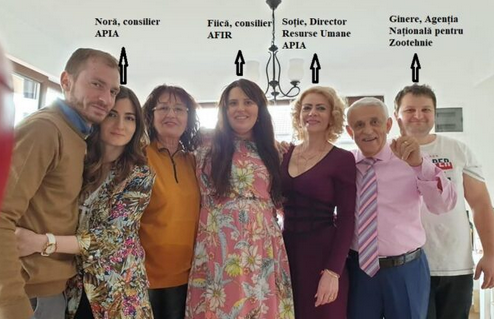 Noră, consilier
APIA
Fiică, consilier
AFIR
Soție, Director
Resurse Umane
APIA
Ginere, Agenția
Națională pentru
Zootehnie